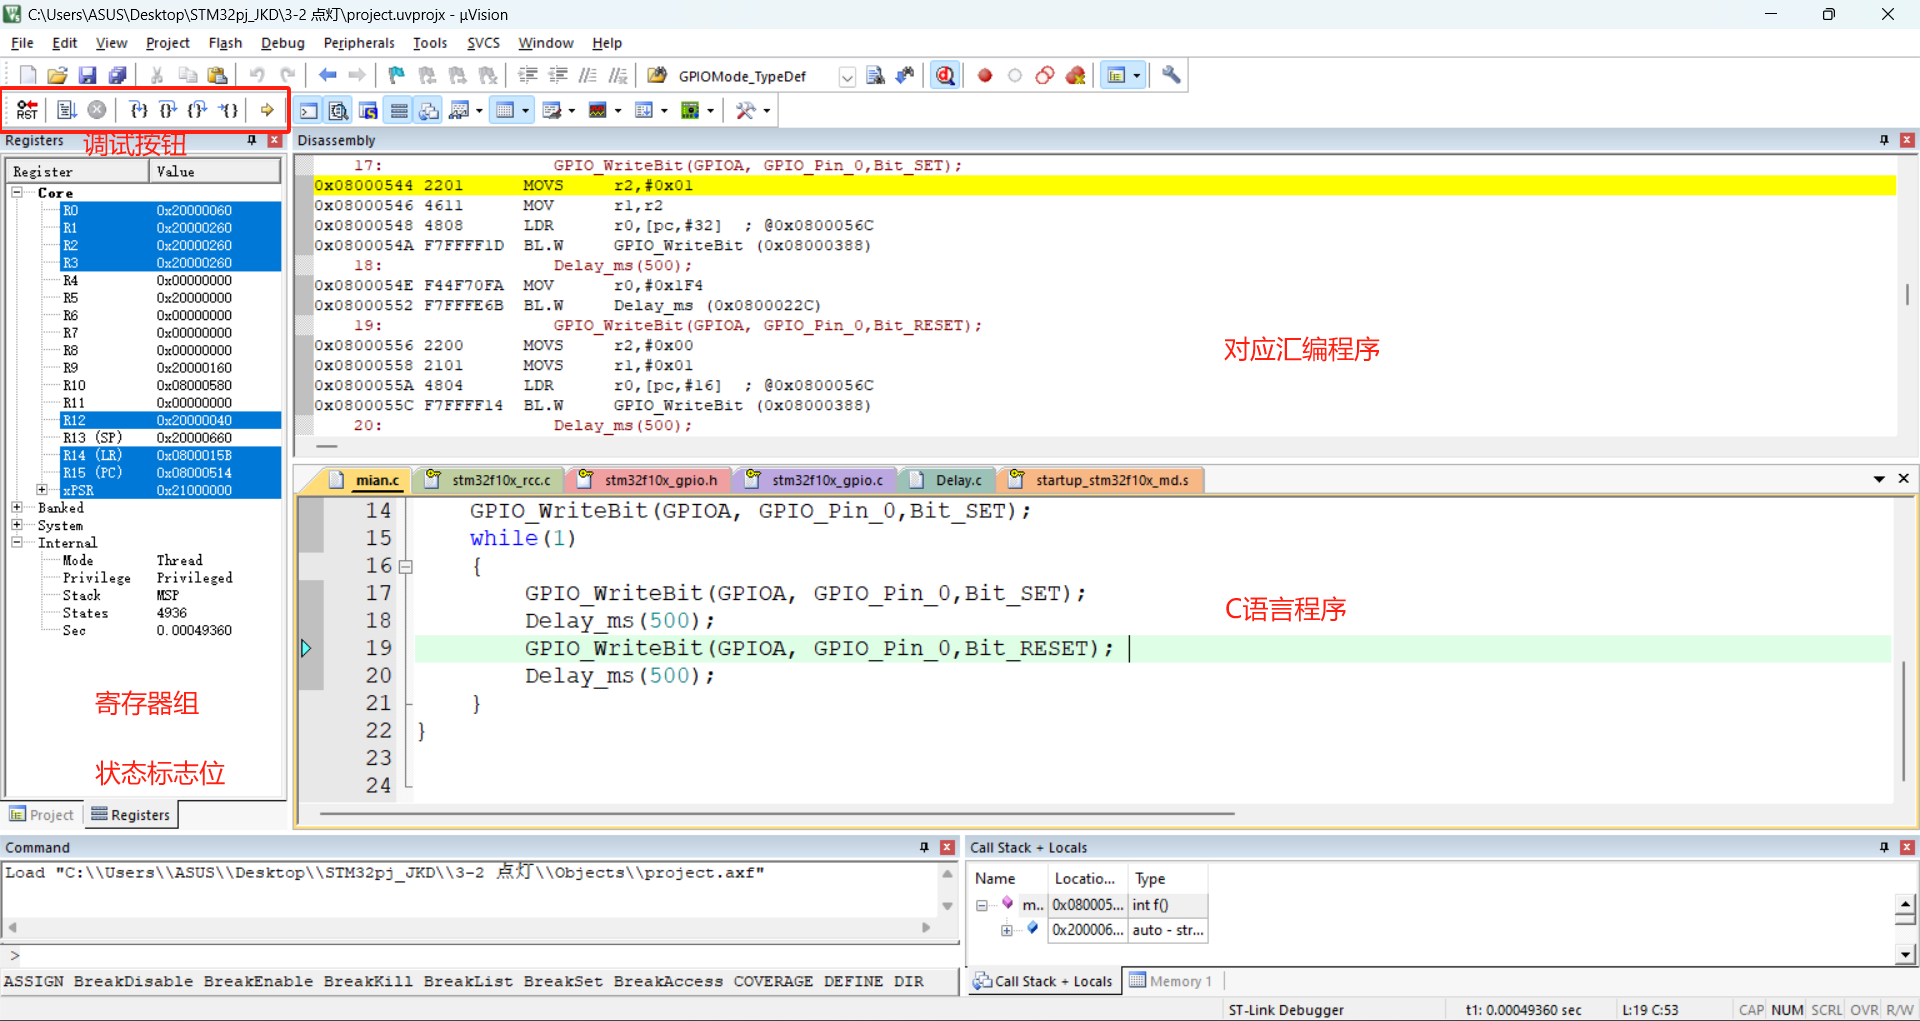 C:\Users\ASUS\Desktop\STM32pj_JKD\3-2 点灯\project.uvprojx - µVision
File Edit View Project Flash Debug Peripherals Tools SVCS Window Help
GPIOMode_TypeDef
RST
调试按钮
Registers
Register Value
Core
R0 0x20000060
R1 0x20000260
R2 0x20000260
R3 0x20000260
R4 0x00000000
R5 0x20000000
R6 0x00000000
R7 0x00000000
R8 0x00000000
R9 0x20000160
R10 0x08000580
R11 0x00000000
R12 0x20000040
R13 (SP) 0x20000660
R14 (LR) 0x0800015B
R15 (PC) 0x08000514
xPSR 0x21000000
Banked
System
Internal
Mode Thread
Privilege Privileged
Stack MSP
States 4936
Sec 0.00049360
寄存器组
状态标志位
Project Registers
Disassembly
17: GPIO_WriteBit(GPIOA, GPIO_Pin_0,Bit_SET);
0x08000544 2201 MOVS r2,#0x01
0x08000546 4611 MOV r1,r2
0x08000548 4808 LDR r0,[pc,#32] ; @0x0800056C
0x0800054A F7FFFF1D BL.W GPIO_WriteBit (0x08000388)
18: Delay_ms(500);
0x0800054E F44F70FA MOV r0,#0x1F4
0x08000552 F7FFFE6B BL.W Delay_ms (0x0800022C)
19: GPIO_WriteBit(GPIOA, GPIO_Pin_0,Bit_RESET);
0x08000556 2200 MOVS r2,#0x00
0x08000558 2101 MOVS r1,#0x01
0x0800055A 4804 LDR r0,[pc,#16] ; @0x0800056C
0x0800055C F7FFFF14 BL.W GPIO_WriteBit (0x08000388)
20: Delay_ms(500);
对应汇编程序
mian.c stm32f10x_rcc.c stm32f10x_gpio.h stm32f10x_gpio.c Delay.c startup_stm32f10x_md.s
14 GPIO_WriteBit(GPIOA, GPIO_Pin_0,Bit_SET);
15 while(1)
16 {
17 GPIO_WriteBit(GPIOA, GPIO_Pin_0,Bit_SET);
18 Delay_ms(500);
19 GPIO_WriteBit(GPIOA, GPIO_Pin_0,Bit_RESET);
20 Delay_ms(500);
21 }
22 }
23
24
C语言程序
Command
Load "C:\\Users\\ASUS\\Desktop\\STM32pj_JKD\\3-2 点灯\\Objects\\project.axf"
>
ASSIGN BreakDisable BreakEnable BreakKill BreakList BreakSet BreakAccess COVERAGE DEFINE DIR
Call Stack + Locals
Name Locatio... Type
m.. 0x080005... int f()
0x200006... auto - str...
Call Stack + Locals Memory 1
ST-Link Debugger t1: 0.00049360 sec L:19 C:53 CAP NUM SCRL OVR R/W